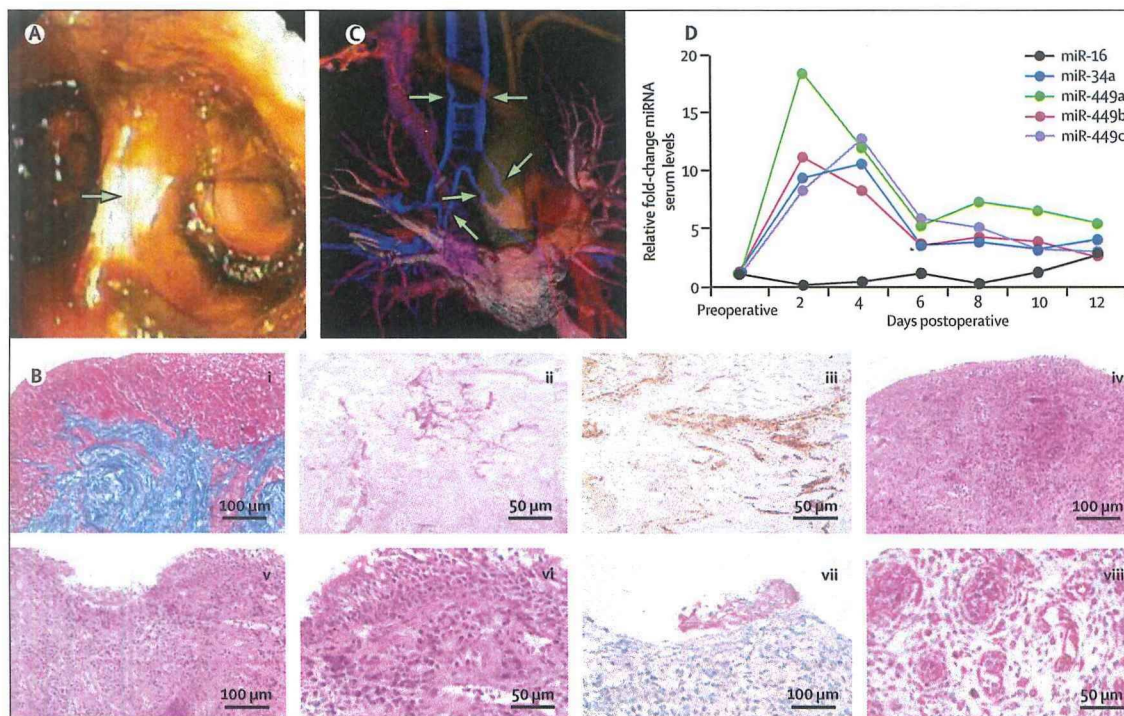 A
C
D
20
15
10
5
0
Relative fold-change miRNA
serum levels
Preoperative
2
4
6
8
10
12
Days postoperative
miR-16
miR-34a
miR-449a
miR-449b
miR-449c
B
i
100 µm
ii
50 µm
iii
50 µm
iv
100 µm
v
100 µm
vi
50 µm
vii
100 µm
viii
50 µm